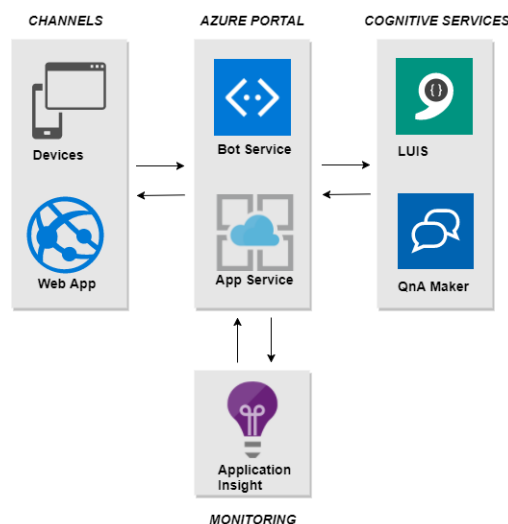 CHANNELS
AZURE PORTAL
COGNITIVE SERVICES
Devices
Bot Service
{}
LUIS
Web App
App Service
QnA Maker
Application
Insight
MONITORING